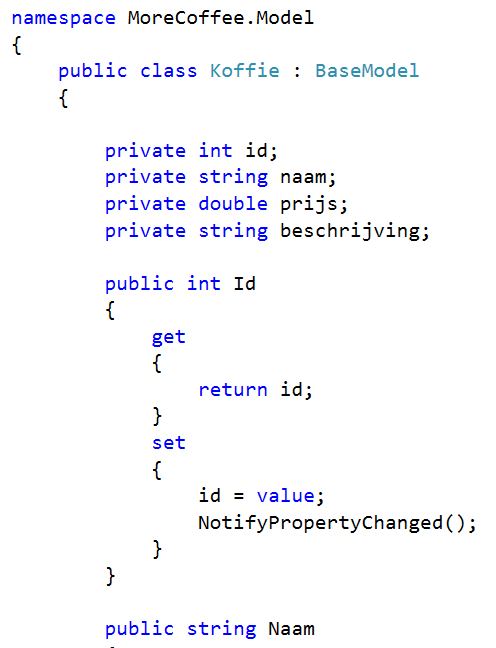 namespace MoreCoffee.Model
{
    public class Koffie : BaseModel
    {

        private int id;
        private string naam;
        private double prijs;
        private string beschrijving;

        public int Id
        {
            get
            {
                return id;
            }
            set
            {
                id = value;
                NotifyPropertyChanged();
            }
        }

        public string Naam
        {